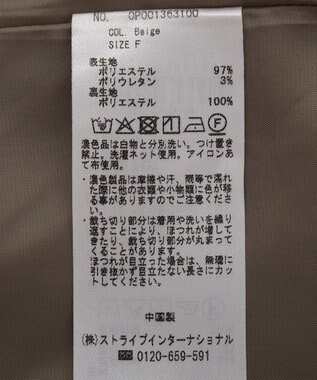 NO. 0P001363100
COL. Beige
SIZE F
表生地
ポリエステル 97%
ポリウレタン 3%
裏生地
ポリエステル 100%
濃色品は白物と分別洗い。つけ置き
禁止。洗濯ネット使用。アイロンあ
て布使用。
・濃色製品は摩擦や汗、雨等で濡れ
た際に他の衣類や小物類に色が移
る事がありますのでご注意くださ
い。
・裁ち切り部分は着用や洗いを繰り
返すことにより、ほつれが増して
きたり、裁ち切り部分が丸まって
くることがあります。
ほつれが目立った場合は、無理に
引き抜かず目立たない長さにカッ
トしてください。
中国製
(株)ストライプインターナショナル
0120-659-591